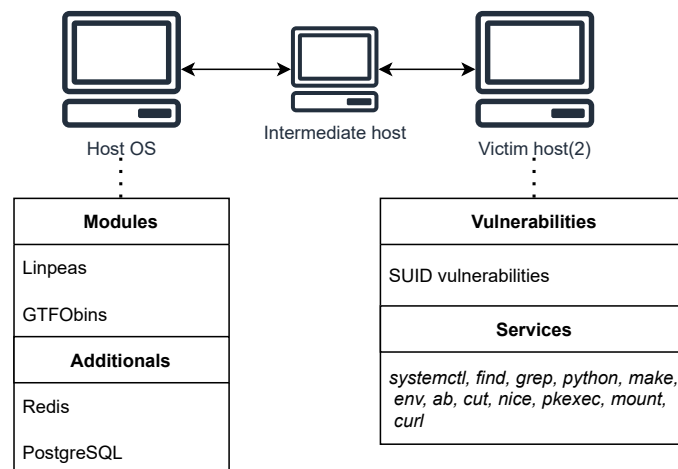 Host OS
Intermediate host
Victim host(2)
Modules
Linpeas
GTFObins
Additionals
Redis
PostgreSQL
Vulnerabilities
SUID vulnerabilities
Services
systemctl, find, grep, python, make,
env, ab, cut, nice, pkexec, mount,
curl